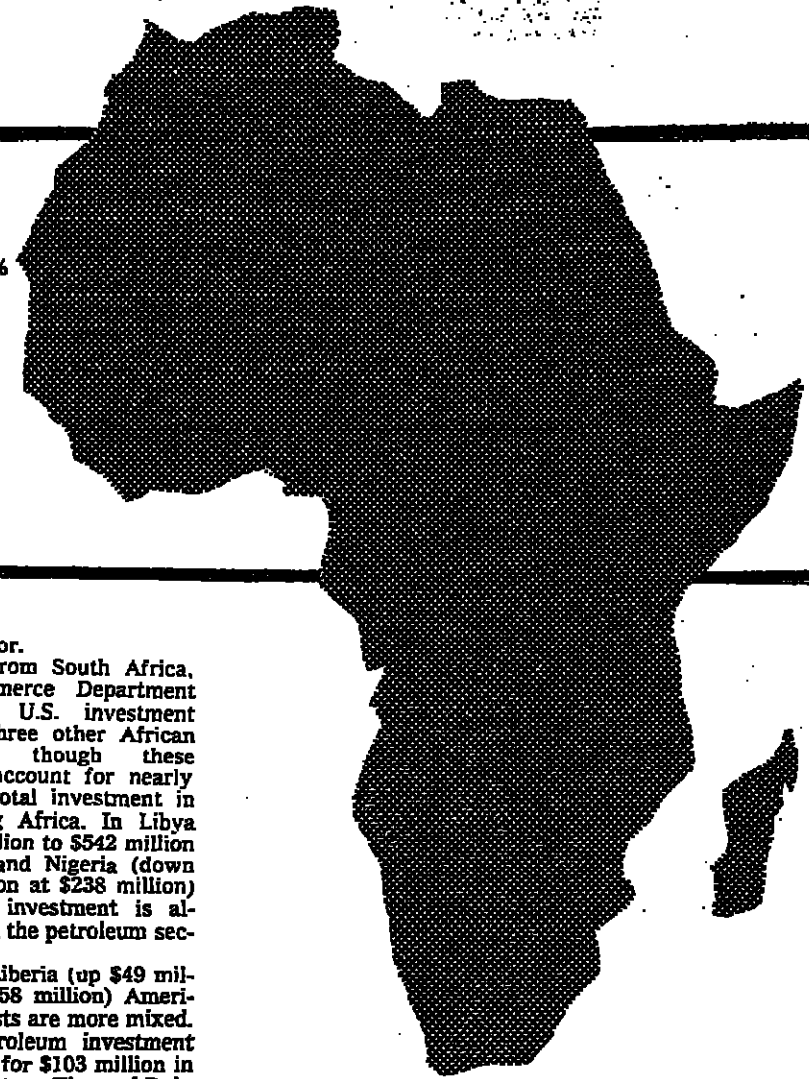 %
or.
rom South Africa,
merce Department
U.S. investment
hree other African
though these
ccount for nearly
otal investment in
g Africa. In Libya
lion to $542 million
and Nigeria (down
on at $238 million)
investment is al-
the petroleum sec-
iberia (up $49 mil-
58 million) Ameri-
sts are more mixed.
roleum investment
for $103 million in